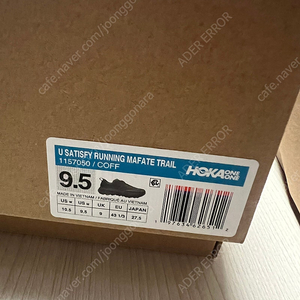 cafe.naver.com/joonggonara
ADER ERROR
U SATISFY RUNNING MAFATE TRAIL
1157050 / COFF
HOKA ONE ONE
9.5
MADE IN VIETNAM / FABRIQUÉ AU VIETNAM
US US UK EU JAPAN
10.5 9.5 9 43 1/3 27.5